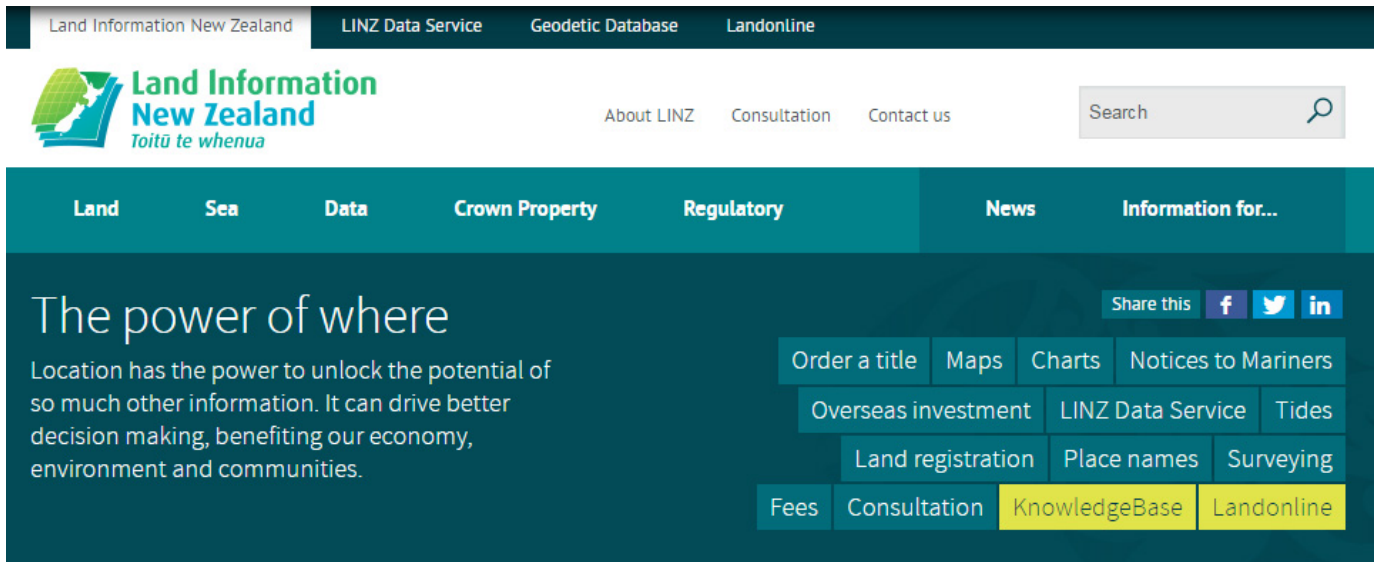 Land Information New Zealand LINZ Data Service Geodetic Database Landonline
Land Information
New Zealand
Toitū te whenua
About LINZ Consultation Contact us
Search
Land Sea Data Crown Property Regulatory News Information for...
The power of where
Location has the power to unlock the potential of
so much other information. It can drive better
decision making, benefiting our economy,
environment and communities.
Share this f in
Order a title Maps Charts Notices to Mariners
Overseas investment LINZ Data Service Tides
Land registration Place names Surveying
Fees Consultation KnowledgeBase Landonline